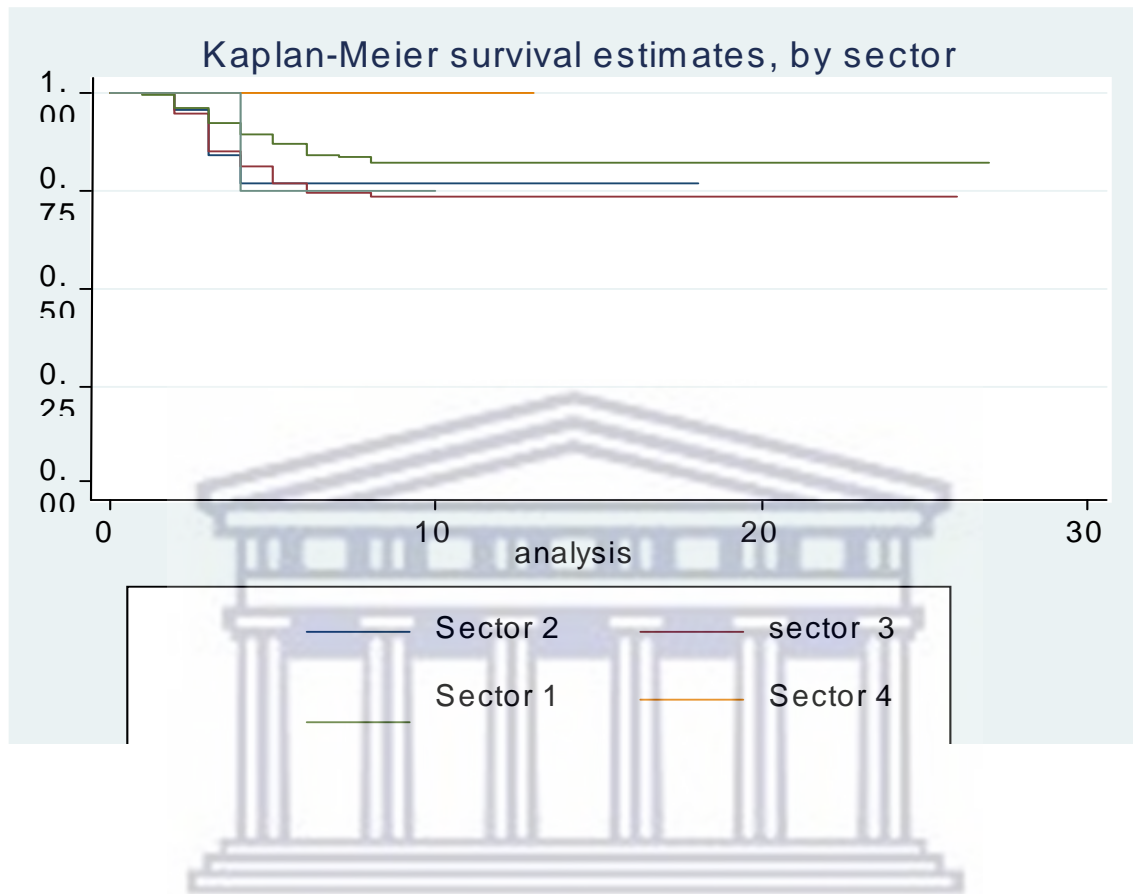 Kaplan-Meier survival estimates, by sector
1.
00
0.
75
0.
50
0.
25
0.
00
0 10 20 30
analysis
Sector 2 sector 3
Sector 1 Sector 4